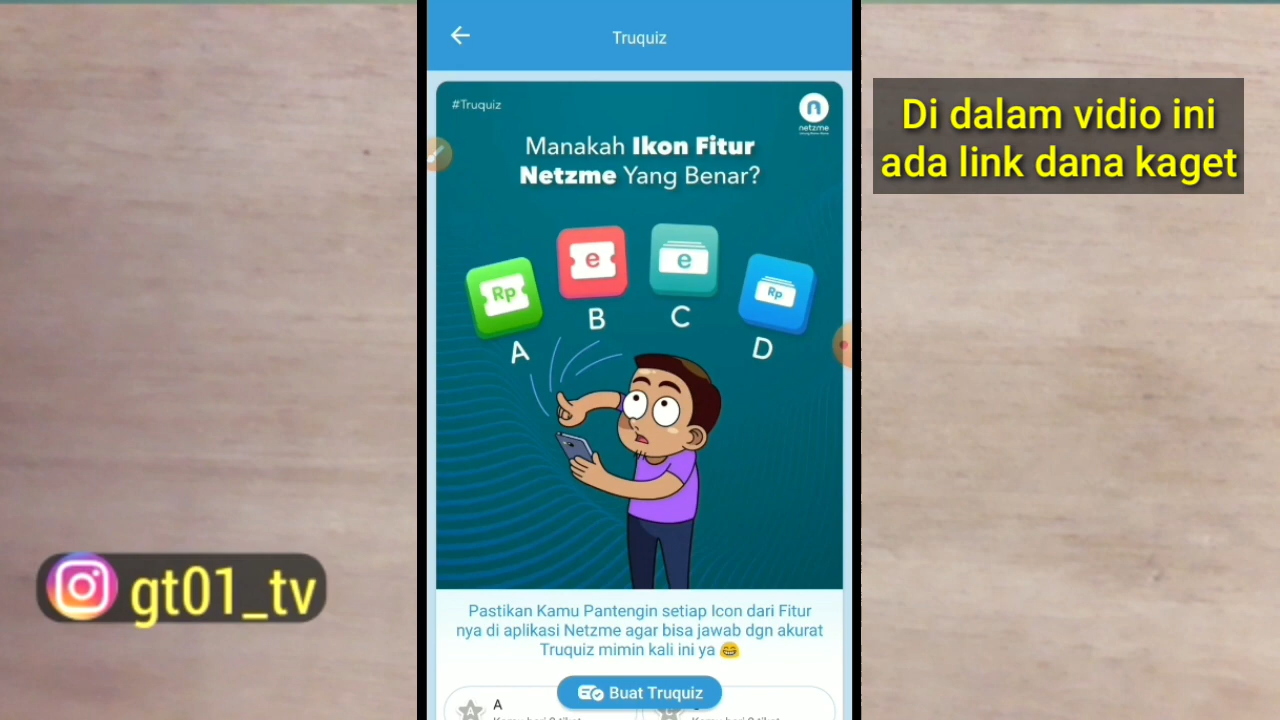 Truquiz
#Truquiz
netzme
Manakah Ikon Fitur
Netzme Yang Benar?
Rp
e
e
Rp
A
B
C
D
Pastikan Kamu Pantengin setiap Icon dari Fitur
nya di aplikasi Netzme agar bisa jawab dgn akurat
Truquiz mimin kali ini ya 😄
Buat Truquiz
A
A
Di dalam vidio ini
ada link dana kaget
gt01_tv